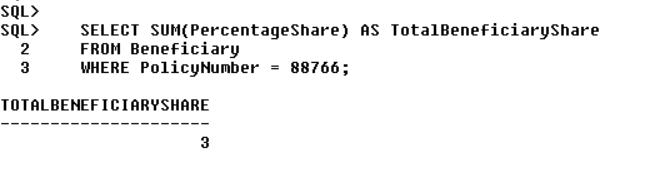 SQL>
SQL> SELECT SUM(PercentageShare) AS TotalBeneficiaryShare
2 FROM Beneficiary
3 WHERE PolicyNumber = 88766;
TOTALBENEFICIARYSHARE
---------------------
3